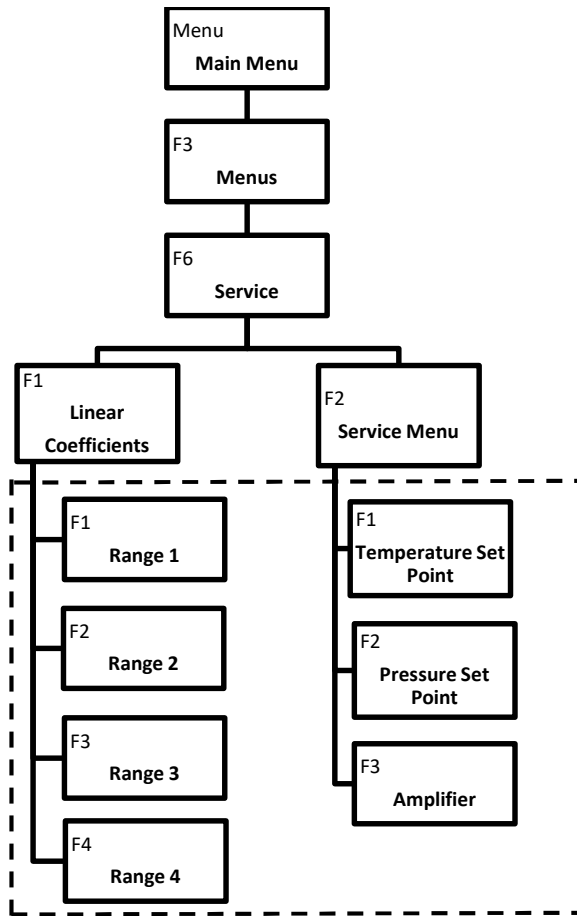 Menu
Main Menu
F3
Menus
F6
Service
F1
Linear
Coefficients
F2
Service Menu
F1
Range 1
F2
Range 2
F3
Range 3
F4
Range 4
F1
Temperature Set
Point
F2
Pressure Set
Point
F3
Amplifier